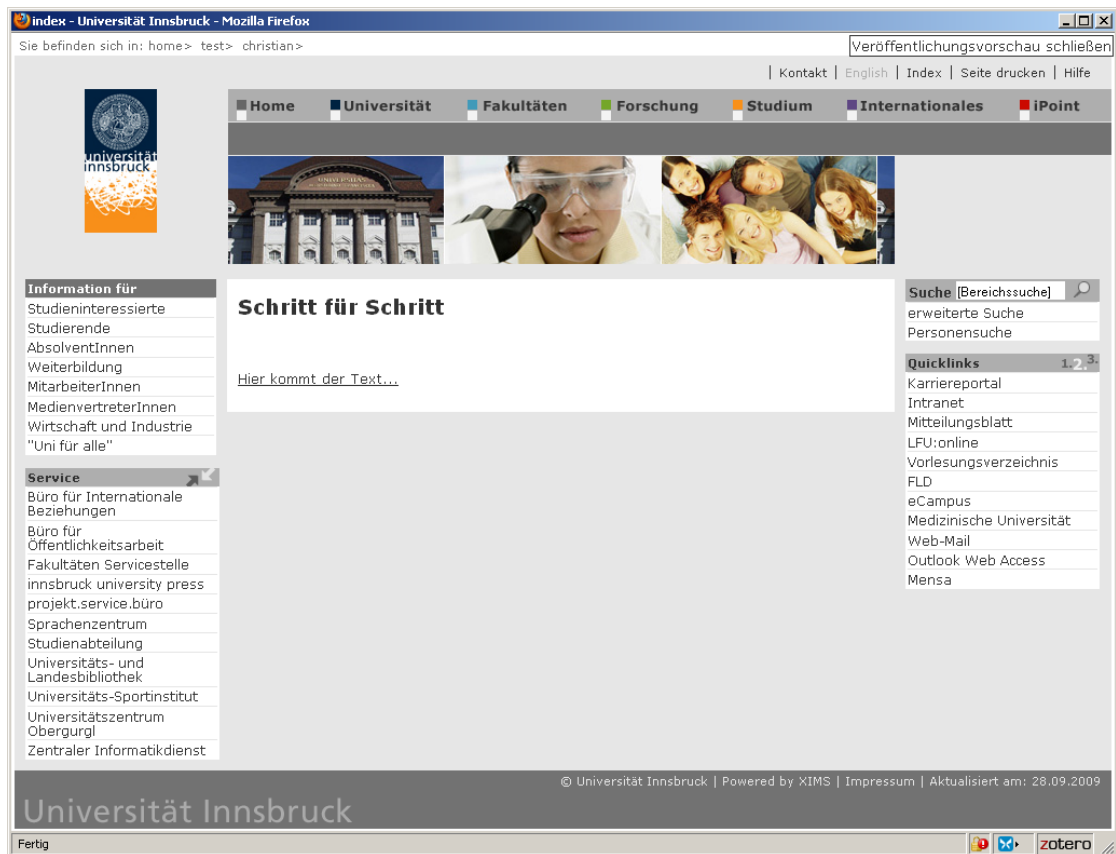 index - Universität Innsbruck - Mozilla Firefox
Sie befinden sich in: home> test> christian>
Veröffentlichungsvorschau schließen
| Kontakt | English | Index | Seite drucken | Hilfe
universität
innsbruck
Home Universität Fakultäten Forschung Studium Internationales iPoint
Information für
Studieninteressierte
Studierende
AbsolventInnen
Weiterbildung
MitarbeiterInnen
MedienvertreterInnen
Wirtschaft und Industrie
"Uni für alle"
Service
Büro für Internationale
Beziehungen
Büro für
Öffentlichkeitsarbeit
Fakultäten Servicestelle
innsbruck university press
projekt.service.büro
Sprachenzentrum
Studienabteilung
Universitäts- und
Landesbibliothek
Universitäts-Sportinstitut
Universitätszentrum
Obergurgl
Zentraler Informatikdienst
Schritt für Schritt
Hier kommt der Text...
Suche [Bereichssuche]
erweiterte Suche
Personensuche
Quicklinks 1.2.3.
Karriereportal
Intranet
Mitteilungsblatt
LFU:online
Vorlesungsverzeichnis
FLD
eCampus
Medizinische Universität
Web-Mail
Outlook Web Access
Mensa
© Universität Innsbruck | Powered by XIMS | Impressum | Aktualisiert am: 28.09.2009
Universität Innsbruck
Fertig
zotero